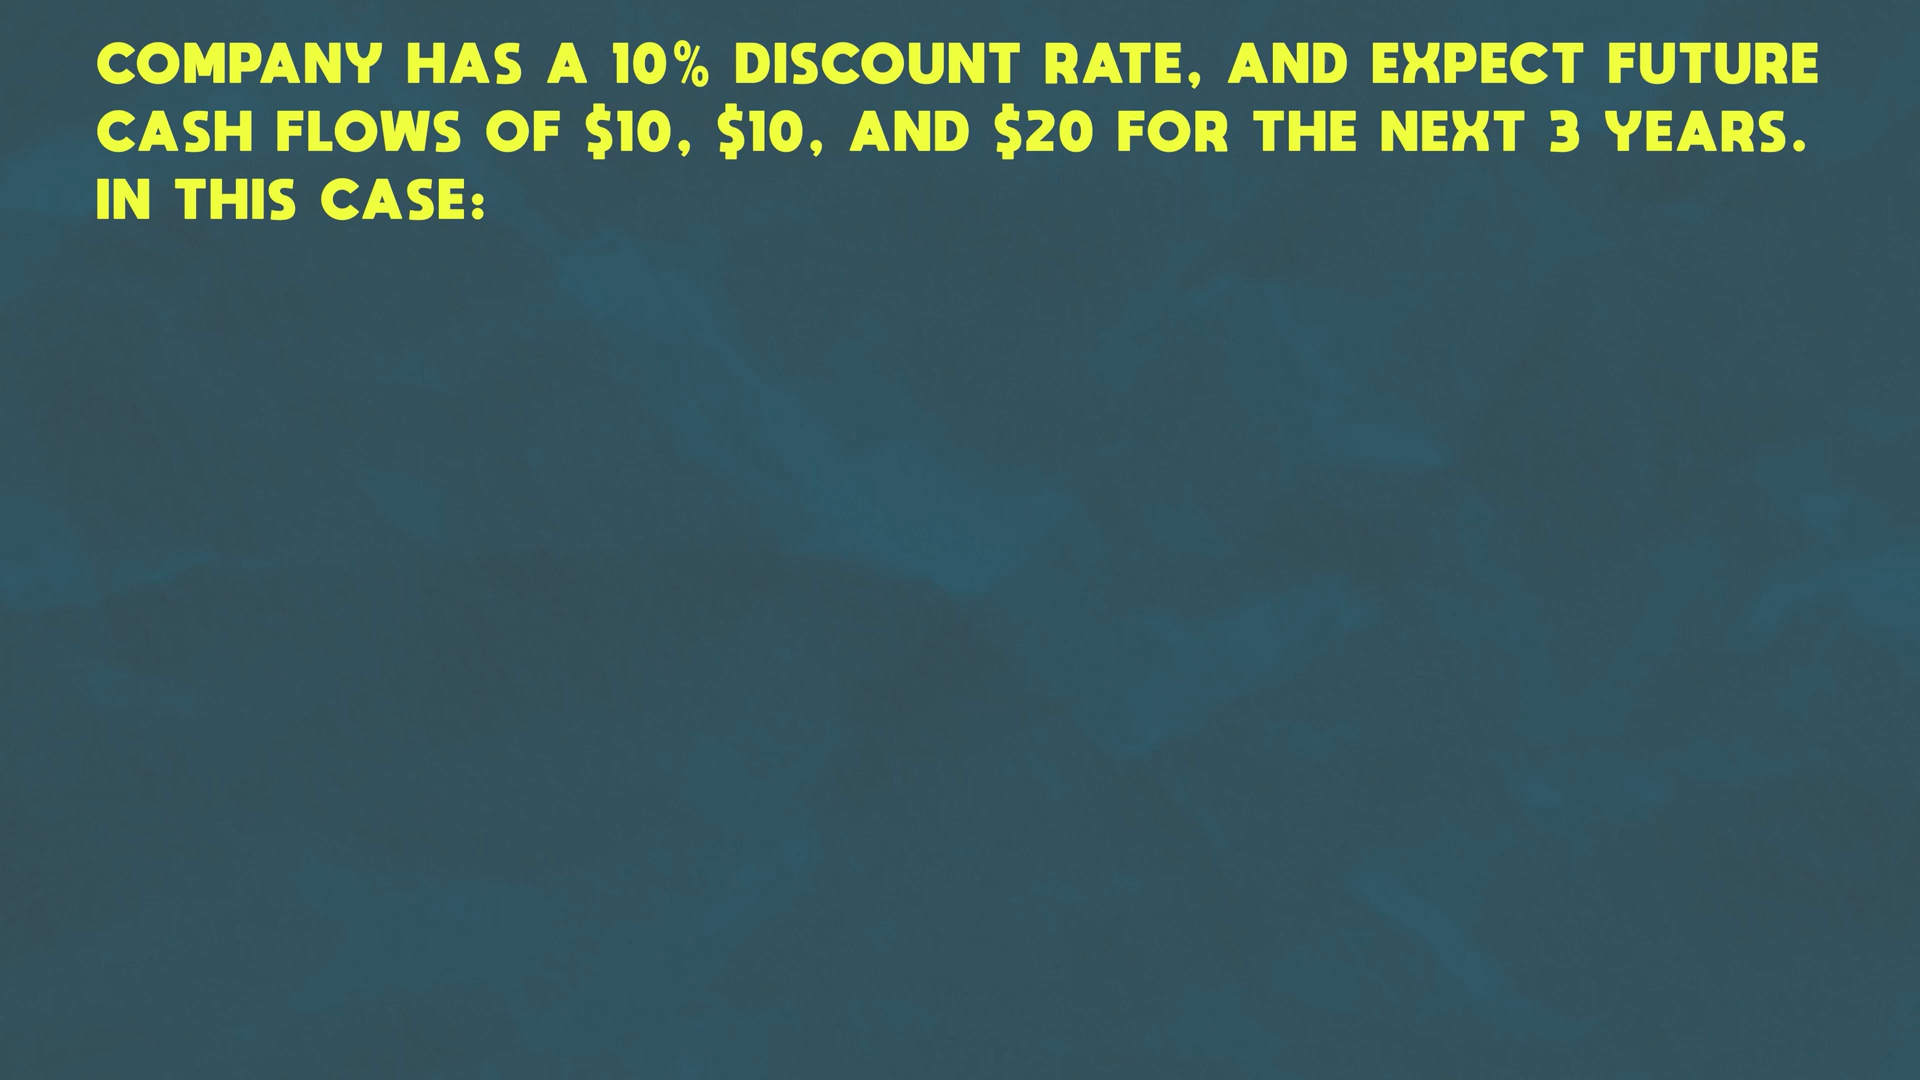 COMPANY HAS A 10% DISCOUNT RATE, AND EXPECT FUTURE
CASH FLOWS OF $10, $10, AND $20 FOR THE NEXT 3 YEARS.
IN THIS CASE: